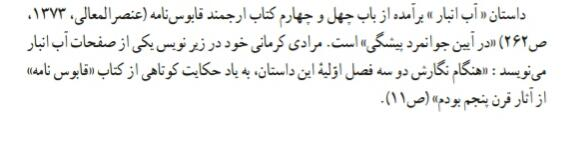 داستان « آب انبار » برآمده از باب چهل و چهارم کتاب ارجمند قابوس‌نامه (عنصرالمعالی، ۱۳۷۳،
ص۲۶۲) «در آیین جوانمرد پیشگی» است. مرادی کرمانی خود در زیر نویس یکی از صفحات آب انبار
می‌نویسد : «هنگام نگارش دو سه فصل اوّلیهٔ این داستان، به یاد حکایت کوتاهی از کتاب «قابوس نامه»
از آثار قرن پنجم بودم» (ص۱۱).